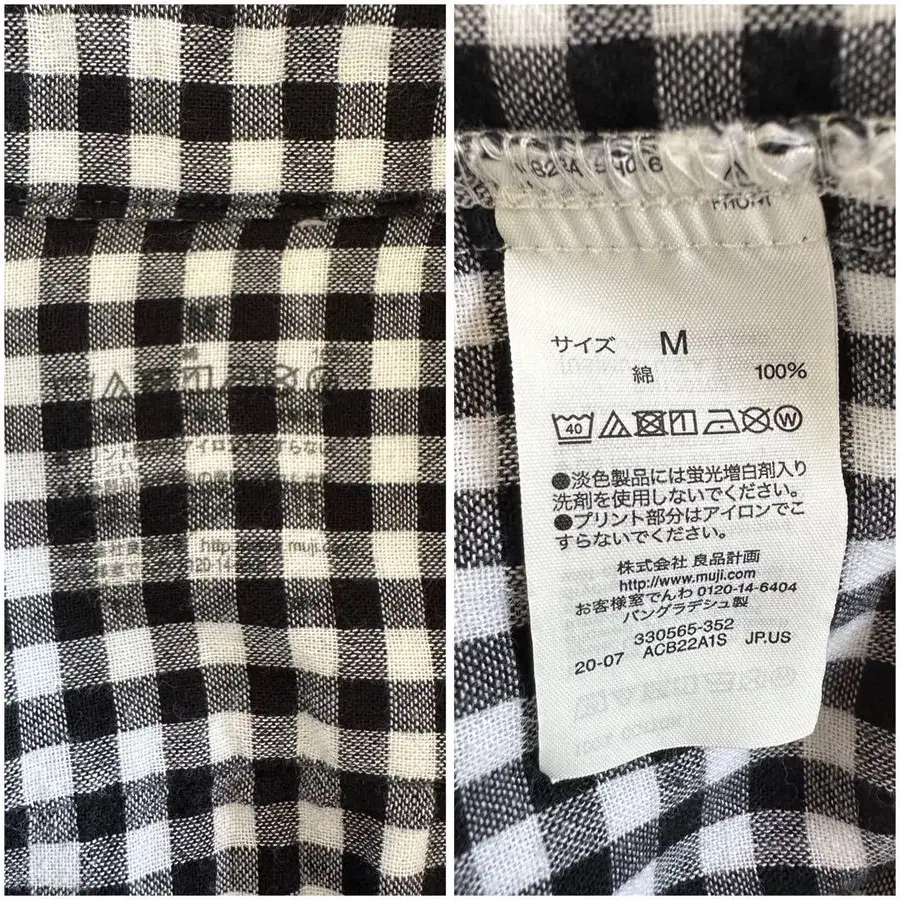 サイズ M
綿 100%
40
●淡色製品には蛍光増白剤入り
洗剤を使用しないでください。
●プリント部分はアイロンでこ
すらないでください。
株式会社 良品計画
http://www.muji.com
お客様室でんわ 0120-14-6404
バングラデシュ製
330565-352
20-07 ACB22A1S JP.US
100% COTTON